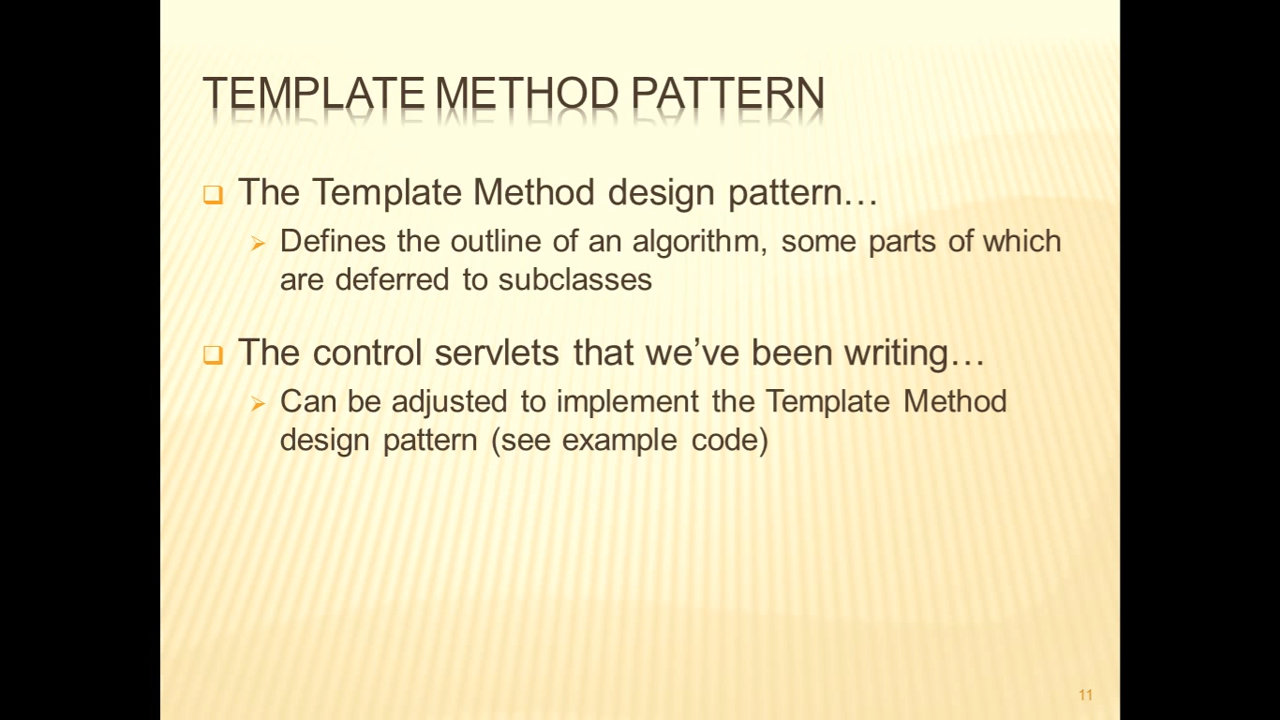 TEMPLATE METHOD PATTERN
The Template Method design pattern…
Defines the outline of an algorithm, some parts of which
are deferred to subclasses
The control servlets that we’ve been writing…
Can be adjusted to implement the Template Method
design pattern (see example code)
11